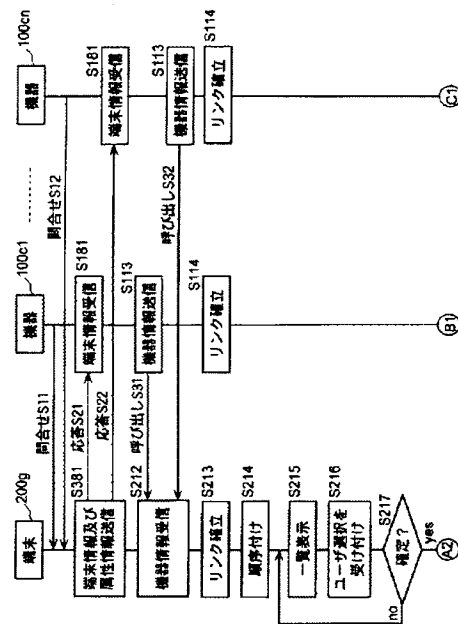 200g
端末
100c1
機器
100cn
機器
問合せS11
問合せS12
S381
端末情報及び
属性情報送信
応答S21
S181
端末情報受信
応答S22
S181
端末情報受信
S212
機器情報受信
呼び出しS31
S113
機器情報送信
呼び出しS32
S113
機器情報送信
S213
リンク確立
S114
リンク確立
S114
リンク確立
S214
順序付け
S215
一覧表示
S216
ユーザ選択を
受け付け
S217
確定?
no
yes
A2
B1
C1